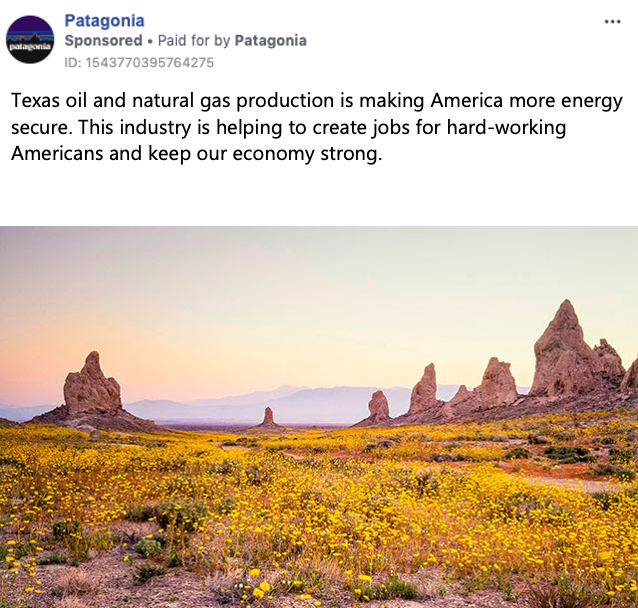 Patagonia
Sponsored • Paid for by Patagonia
ID: 1543770395764275
patagonia
Texas oil and natural gas production is making America more energy
secure. This industry is helping to create jobs for hard-working
Americans and keep our economy strong.